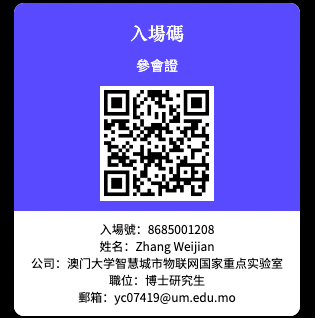 入場碼
參會證
入場號：8685001208
姓名：Zhang Weijian
公司：澳门大学智慧城市物联网国家重点实验室
職位：博士研究生
郵箱：yc07419@um.edu.mo